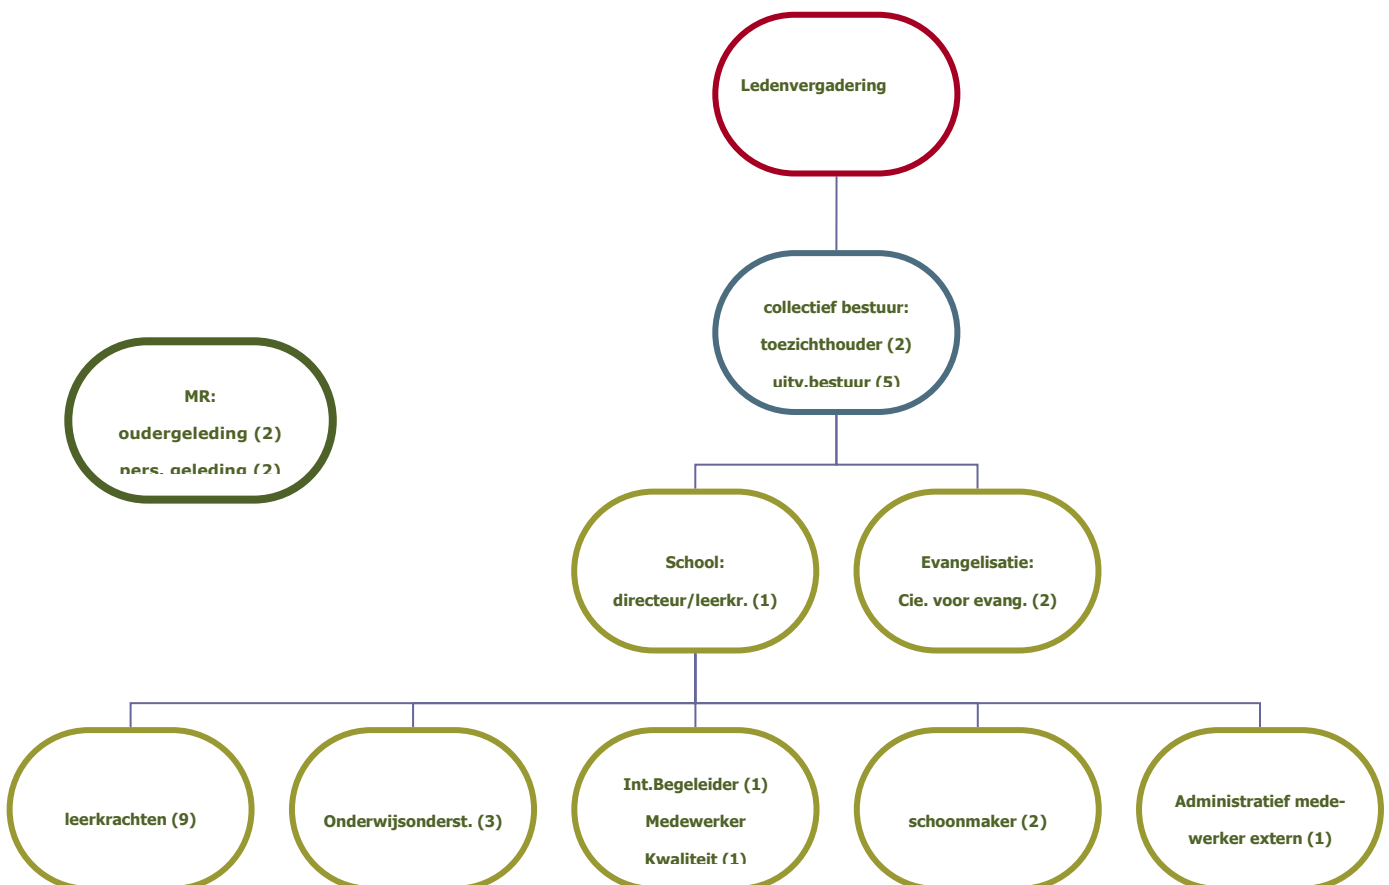 Ledenvergadering
collectief bestuur:
toezichthouder (2)
uitv.bestuur (5)
MR:
oudergeleding (2)
pers. geleding (2)
School:
directeur/leerkr. (1)
Evangelisatie:
Cie. voor evang. (2)
leerkrachten (9)
Onderwijsonderst. (3)
Int.Begeleider (1)
Medewerker
Kwaliteit (1)
schoonmaker (2)
Administratief mede-
werker extern (1)